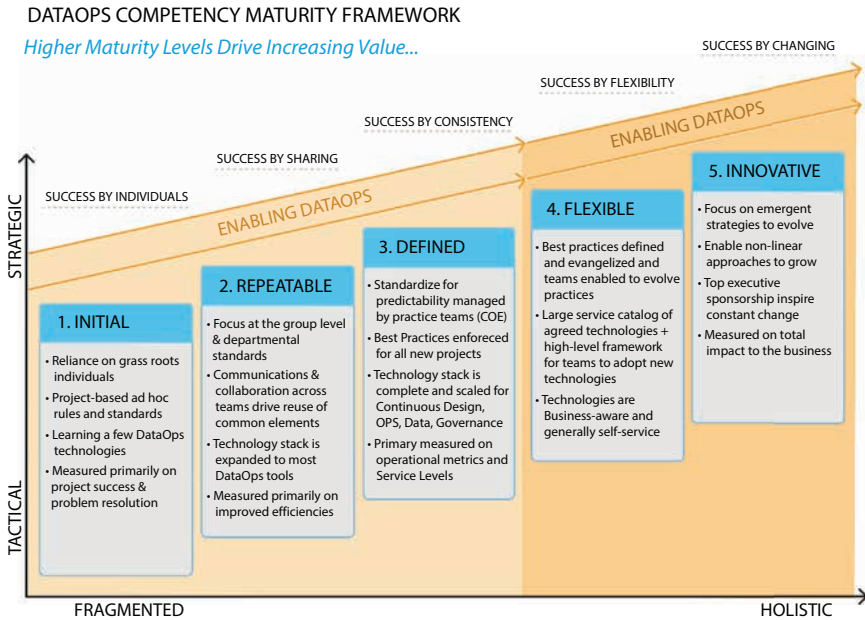 DATAOPS COMPETENCY MATURITY FRAMEWORK
Higher Maturity Levels Drive Increasing Value...
SUCCESS BY CHANGING
SUCCESS BY FLEXIBILITY
SUCCESS BY CONSISTENCY
SUCCESS BY SHARING
SUCCESS BY INDIVIDUALS
ENABLING DATAOPS
ENABLING DATAOPS
STRATEGIC
TACTICAL
1. INITIAL
• Reliance on grass roots
individuals
• Project-based ad hoc
rules and standards
• Learning a few DataOps
technologies
• Measured primarily on
project success &
problem resolution
2. REPEATABLE
• Focus at the group level
& departmental
standards
• Communications &
collaboration across
teams drive reuse of
common elements
• Technology stack is
expanded to most
DataOps tools
• Measured primarily on
improved efficiencies
3. DEFINED
• Standardize for
predictability managed
by practice teams (COE)
• Best Practices enforeced
for all new projects
• Technology stack is
complete and scaled for
Continuous Design,
OPS, Data, Governance
• Primary measured on
operational metrics and
Service Levels
4. FLEXIBLE
• Best practices defined
and evangelized and
teams enabled to evolve
practices
• Large service catalog of
agreed technologies +
high-level framework
for teams to adopt new
technologies
• Technologies are
Business-aware and
generally self-service
5. INNOVATIVE
• Focus on emergent
strategies to evolve
• Enable non-linear
approaches to grow
• Top executive
sponsorship inspire
constant change
• Measured on total
impact to the business
FRAGMENTED
HOLISTIC